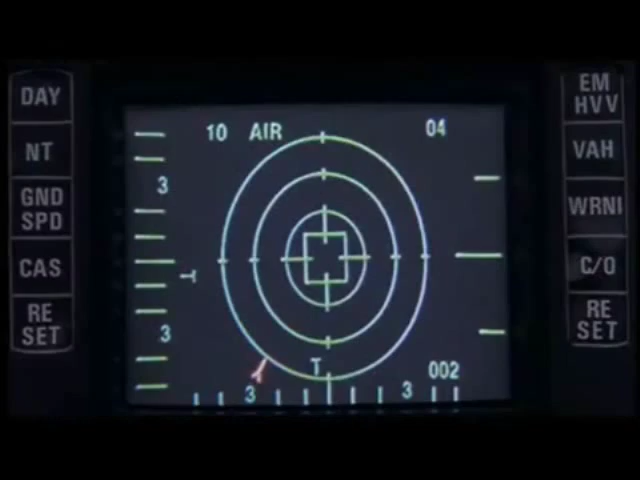 DAY
NT
GND
SPD
CAS
RE
SET
10 AIR 04
3
3
T
T
002
3 3
EM
HVV
VAH
WRNI
C/O
RE
SET